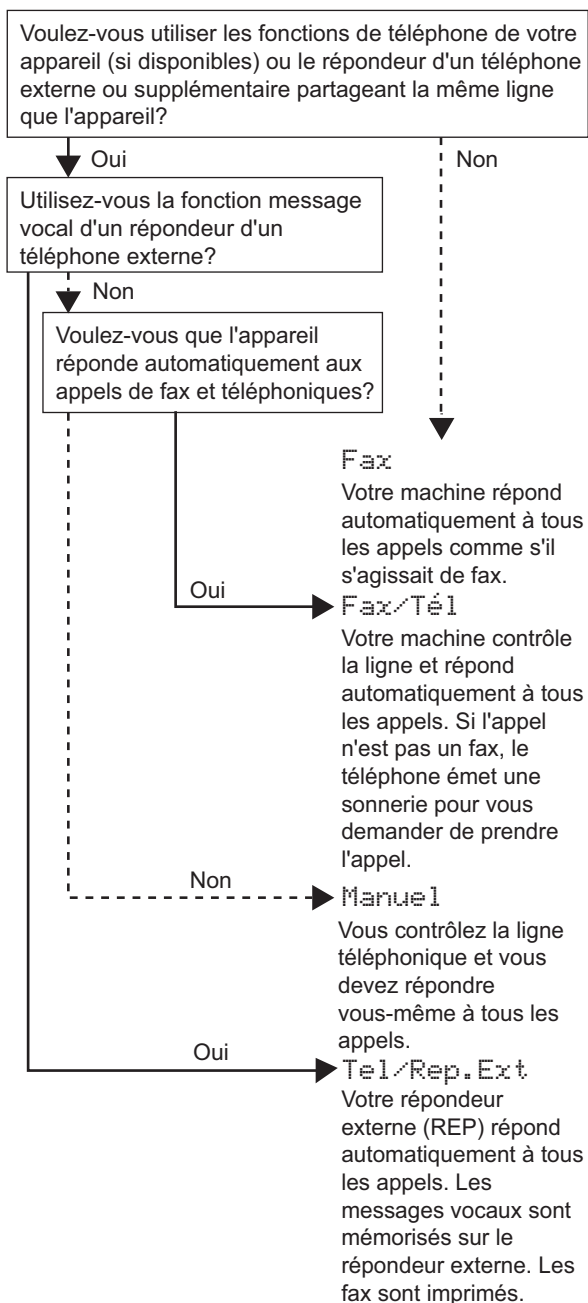 Voulez-vous utiliser les fonctions de téléphone de votre
appareil (si disponibles) ou le répondeur d'un téléphone
externe ou supplémentaire partageant la même ligne
que l'appareil?
Oui
Non
Utilisez-vous la fonction message
vocal d'un répondeur d'un
téléphone externe?
Non
Voulez-vous que l'appareil
réponde automatiquement aux
appels de fax et téléphoniques?
Fax
Votre machine répond
automatiquement à tous
les appels comme s'il
s'agissait de fax.
Oui
Fax/Tél
Votre machine contrôle
la ligne et répond
automatiquement à tous
les appels. Si l'appel
n'est pas un fax, le
téléphone émet une
sonnerie pour vous
demander de prendre
l'appel.
Non
Manuel
Vous contrôlez la ligne
téléphonique et vous
devez répondre
vous-même à tous les
appels.
Oui
Tel/Rep.Ext
Votre répondeur
externe (REP) répond
automatiquement à tous
les appels. Les
messages vocaux sont
mémorisés sur le
répondeur externe. Les
fax sont imprimés.